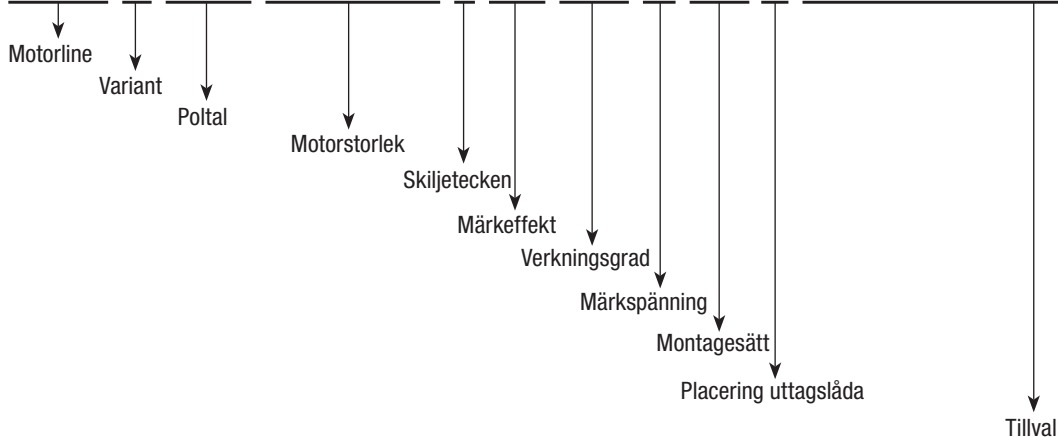 Motorline
Variant
Poltal
Motorstorlek
Skiljetecken
Märkeffekt
Verkningsgrad
Märkspänning
Montagesätt
Placering uttagslåda
Tillval